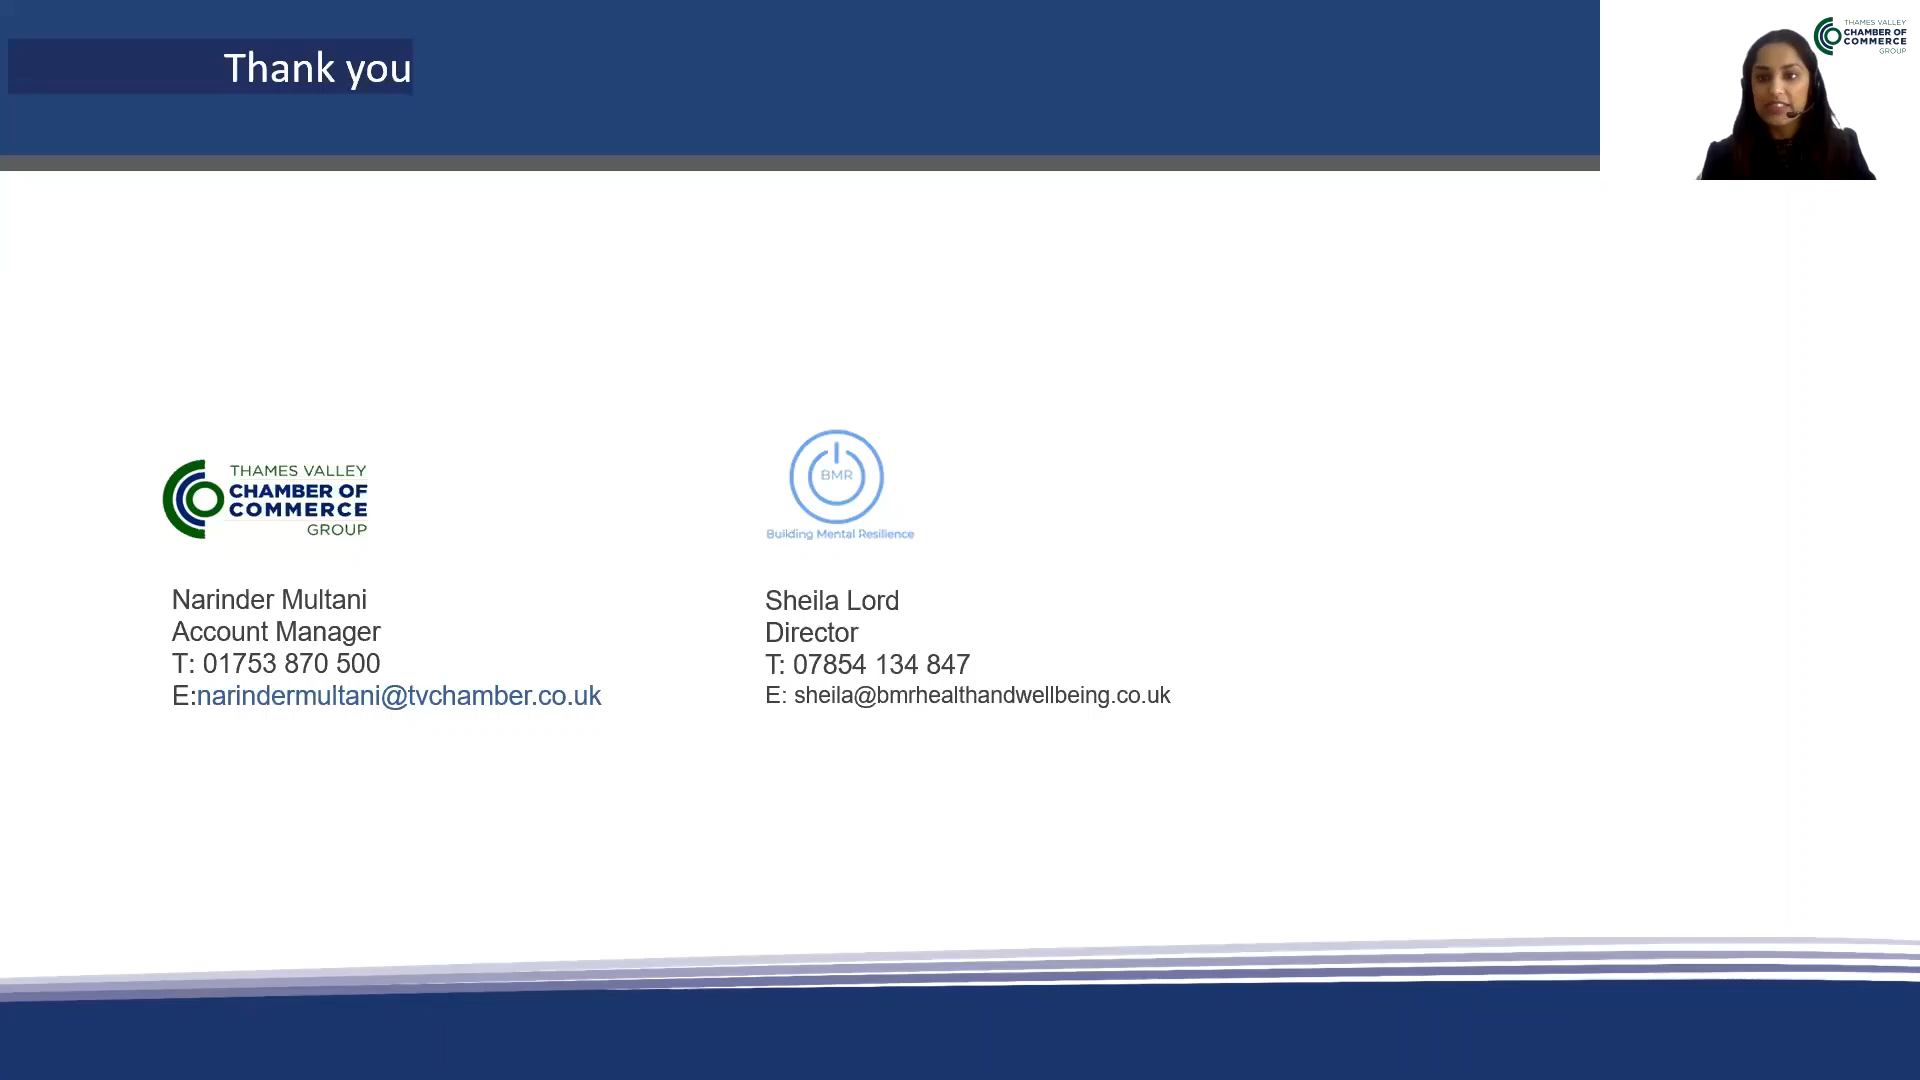 Thank you
THAMES VALLEY
CHAMBER OF
COMMERCE
GROUP
THAMES VALLEY
CHAMBER OF
COMMERCE
GROUP
Narinder Multani
Account Manager
T: 01753 870 500
E:narindermultani@tvchamber.co.uk
BMR
Building Mental Resilience
Sheila Lord
Director
T: 07854 134 847
E: sheila@bmrhealthandwellbeing.co.uk